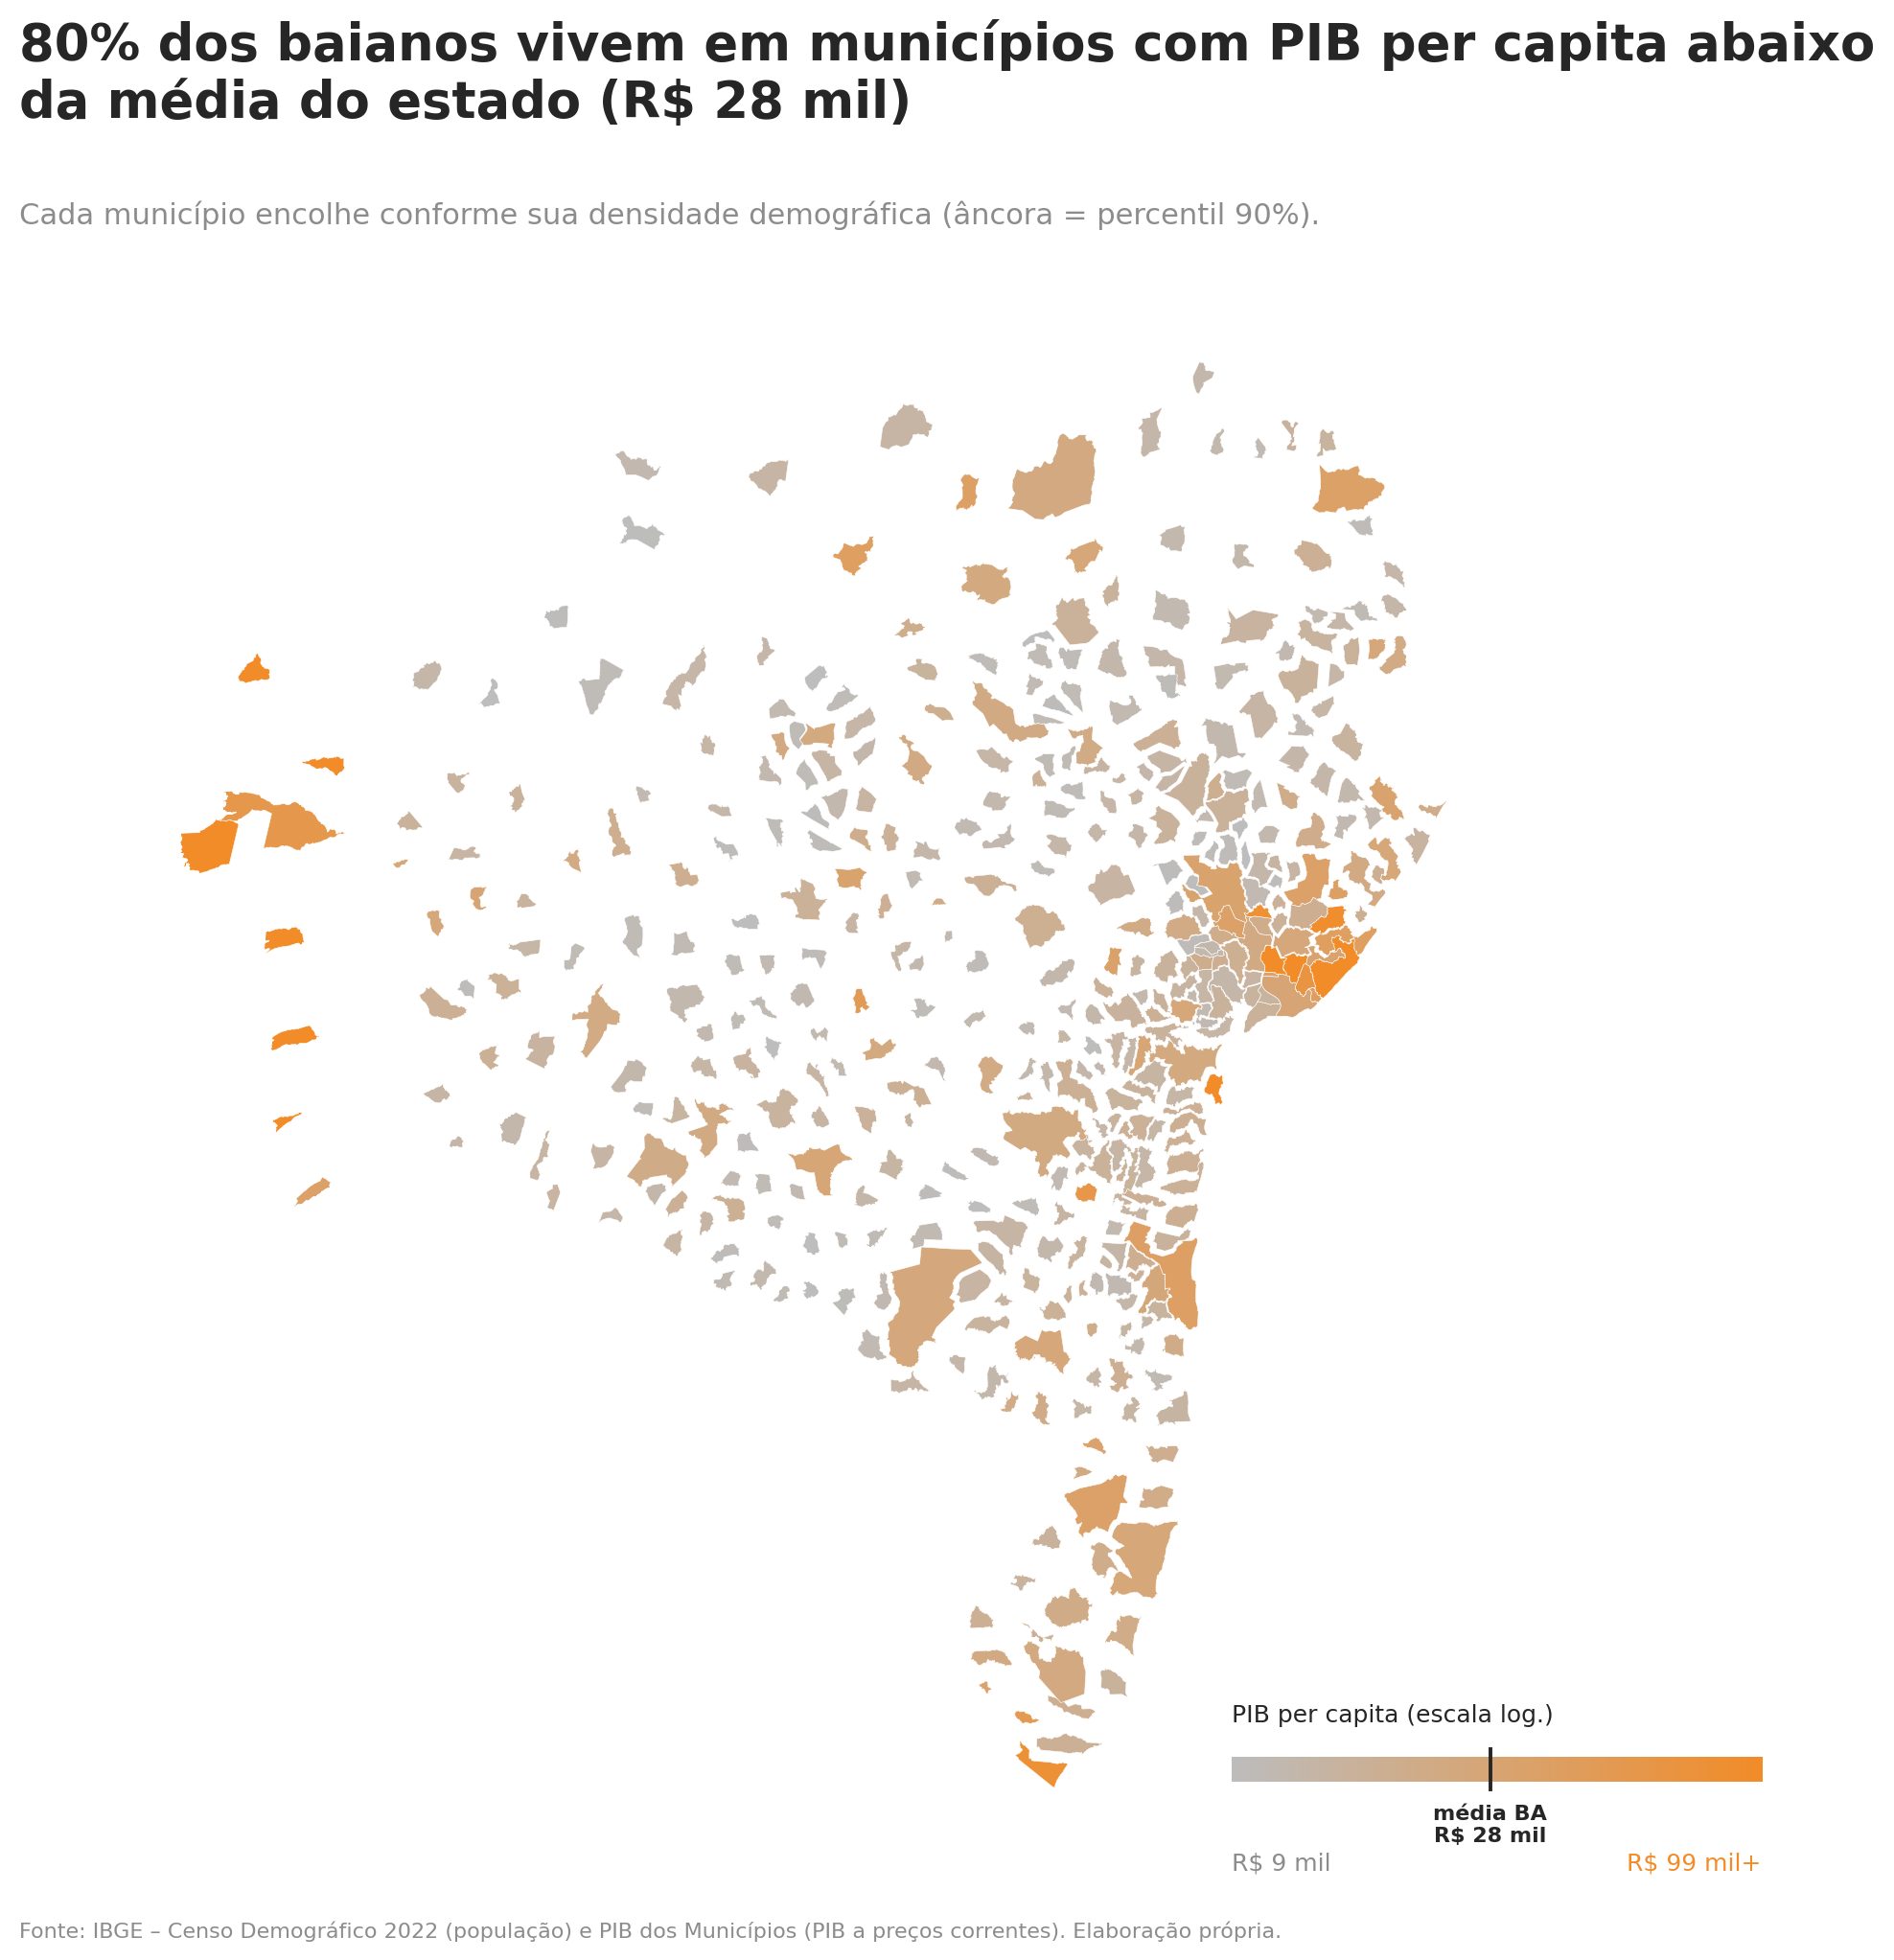 80% dos baianos vivem em municípios com PIB per capita abaixo
da média do estado (R$ 28 mil)
Cada município encolhe conforme sua densidade demográfica (âncora = percentil 90%).
PIB per capita (escala log.)
média BA
R$ 28 mil
R$ 9 mil
R$ 99 mil+
Fonte: IBGE – Censo Demográfico 2022 (população) e PIB dos Municípios (PIB a preços correntes). Elaboração própria.